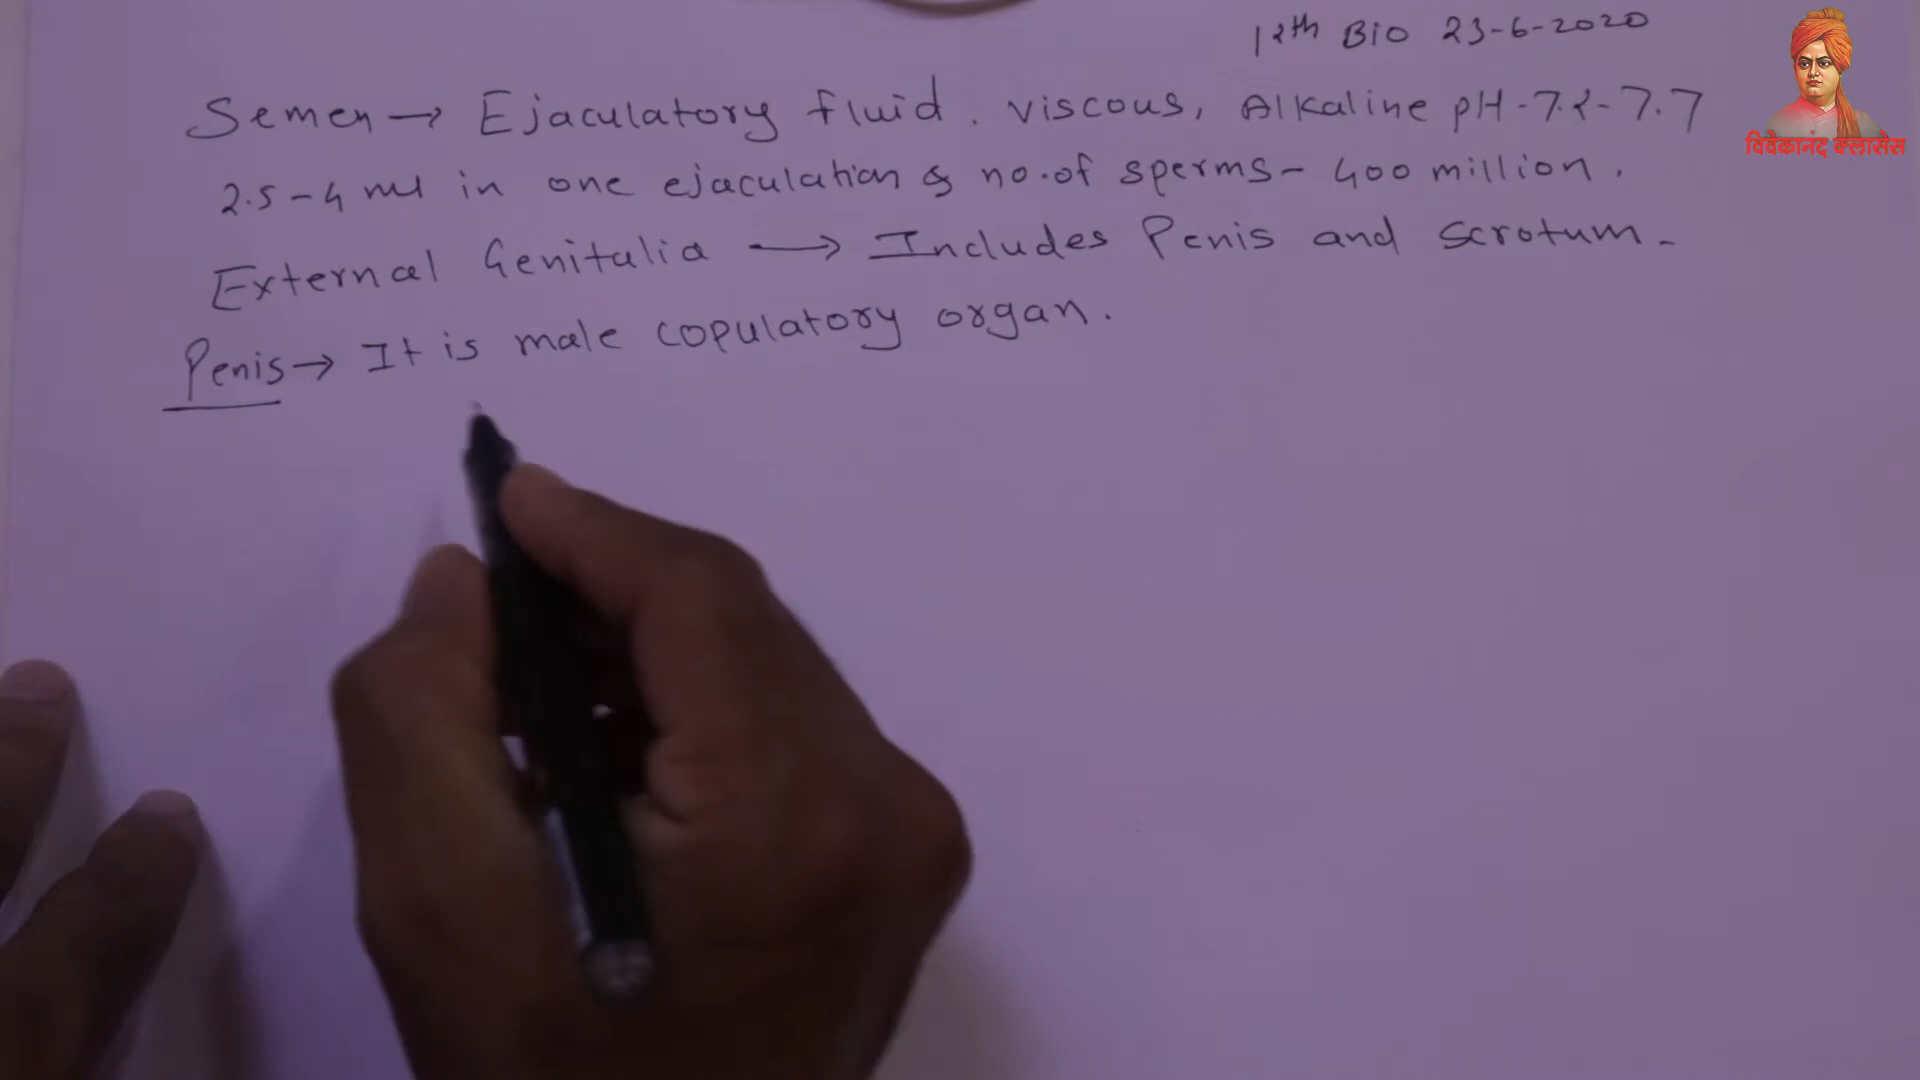 12th BIO 23-6-2020
Semen → Ejaculatory fluid. viscous, Alkaline pH-7.2-7.7
2.5-4 ml in one ejaculation & no.of sperms- 400 million.
External Genitalia → Includes Penis and scrotum-
Penis → It is male copulatory organ.
विवेकानंद क्लासेस